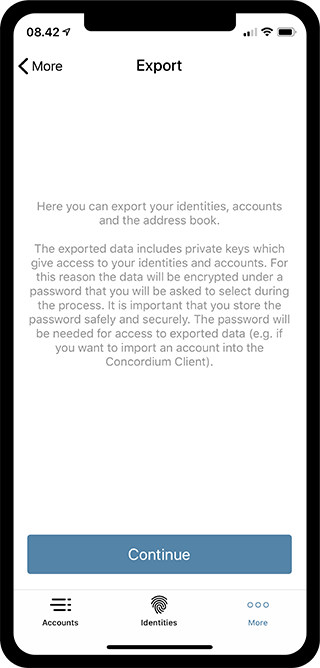 08.42
More
Export
Here you can export your identities, accounts
and the address book.
The exported data includes private keys which
give access to your identities and accounts. For
this reason the data will be encrypted under a
password that you will be asked to select during
the process. It is important that you store the
password safely and securely. The password will
be needed for access to exported data (e.g. if
you want to import an account into the
Concordium Client).
Continue
Accounts
Identities
More